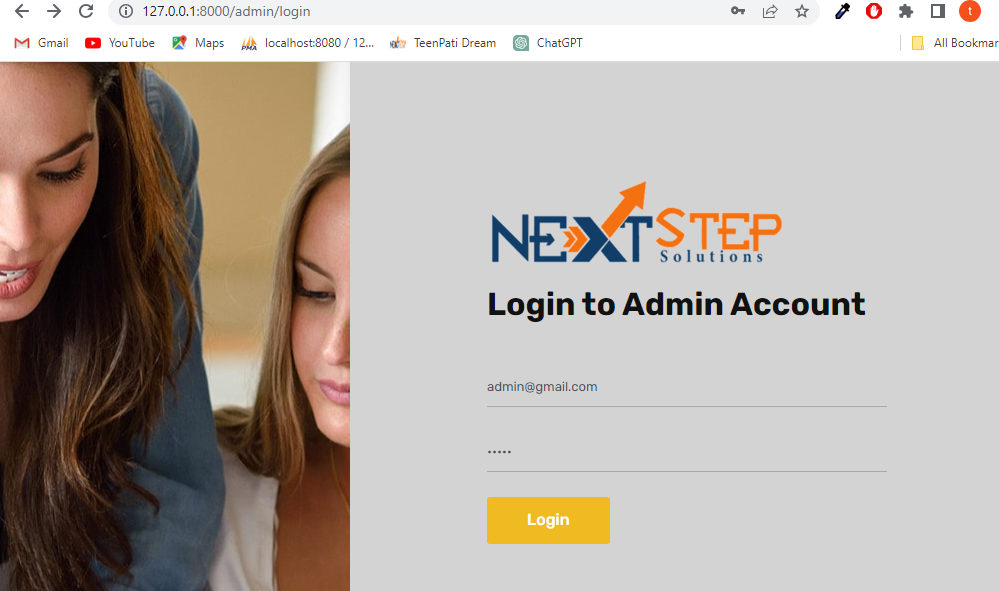 127.0.0.1:8000/admin/login
t
Gmail YouTube Maps PMA localhost:8080 / 12... TeenPati Dream ChatGPT All Bookmar
NEXTSTEP
Solutions
Login to Admin Account
admin@gmail.com
•••••
Login